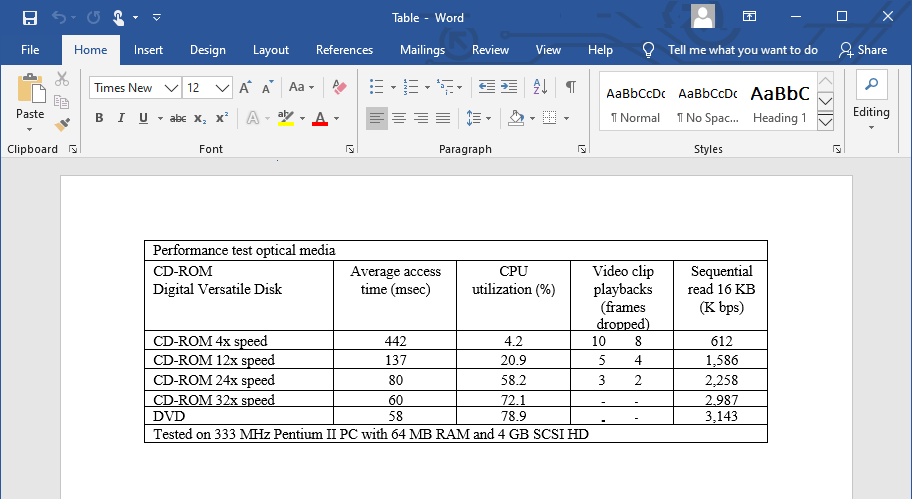 Table - Word
File Home Insert Design Layout References Mailings Review View Help Tell me what you want to do Share
Paste
Clipboard
Times New 12 A A Aa A
B I U abc x₂ x² A ab A
Font
Paragraph
AaBbCcDc AaBbCcDc AaBbC
¶ Normal ¶ No Spac... Heading 1
Styles
Editing
Performance test optical media
CD-ROM
Digital Versatile Disk
Average access
time (msec)
CPU
utilization (%)
Video clip
playbacks
(frames
dropped)
Sequential
read 16 KB
(K bps)
CD-ROM 4x speed 442 4.2 10 8 612
CD-ROM 12x speed 137 20.9 5 4 1,586
CD-ROM 24x speed 80 58.2 3 2 2,258
CD-ROM 32x speed 60 72.1 - - 2,987
DVD 58 78.9 - - 3,143
Tested on 333 MHz Pentium II PC with 64 MB RAM and 4 GB SCSI HD